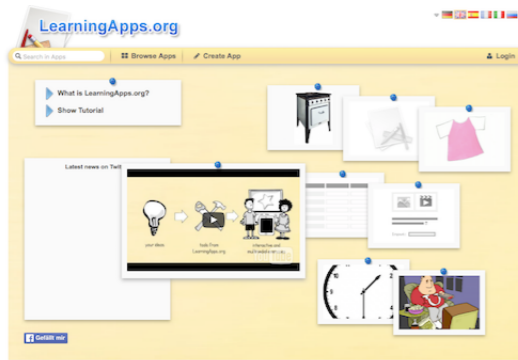 LearningApps.org
Search in Apps
Browse Apps
Create App
Login
What is LearningApps.org?
Show Tutorial
Latest news on Twit
your ideas
tools from
LearningApps.org
interactive and
Gefällt mir